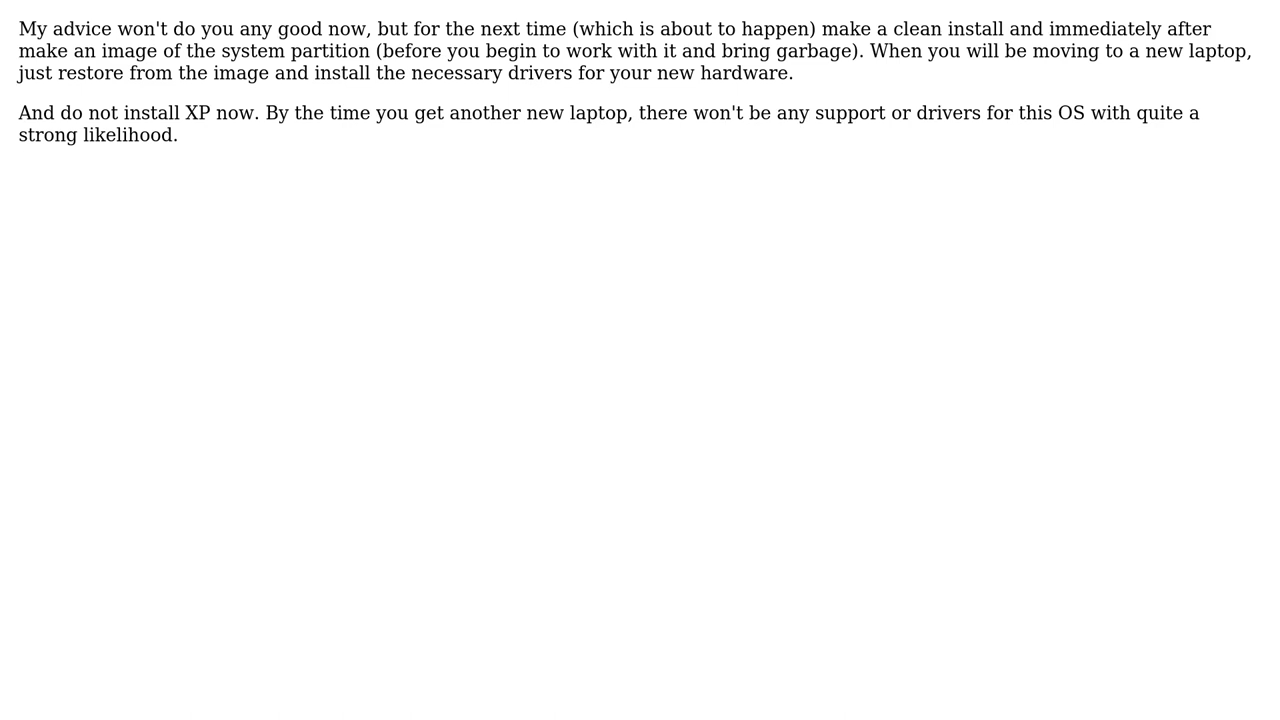 My advice won't do you any good now, but for the next time (which is about to happen) make a clean install and immediately after
make an image of the system partition (before you begin to work with it and bring garbage). When you will be moving to a new laptop,
just restore from the image and install the necessary drivers for your new hardware.
And do not install XP now. By the time you get another new laptop, there won't be any support or drivers for this OS with quite a
strong likelihood.